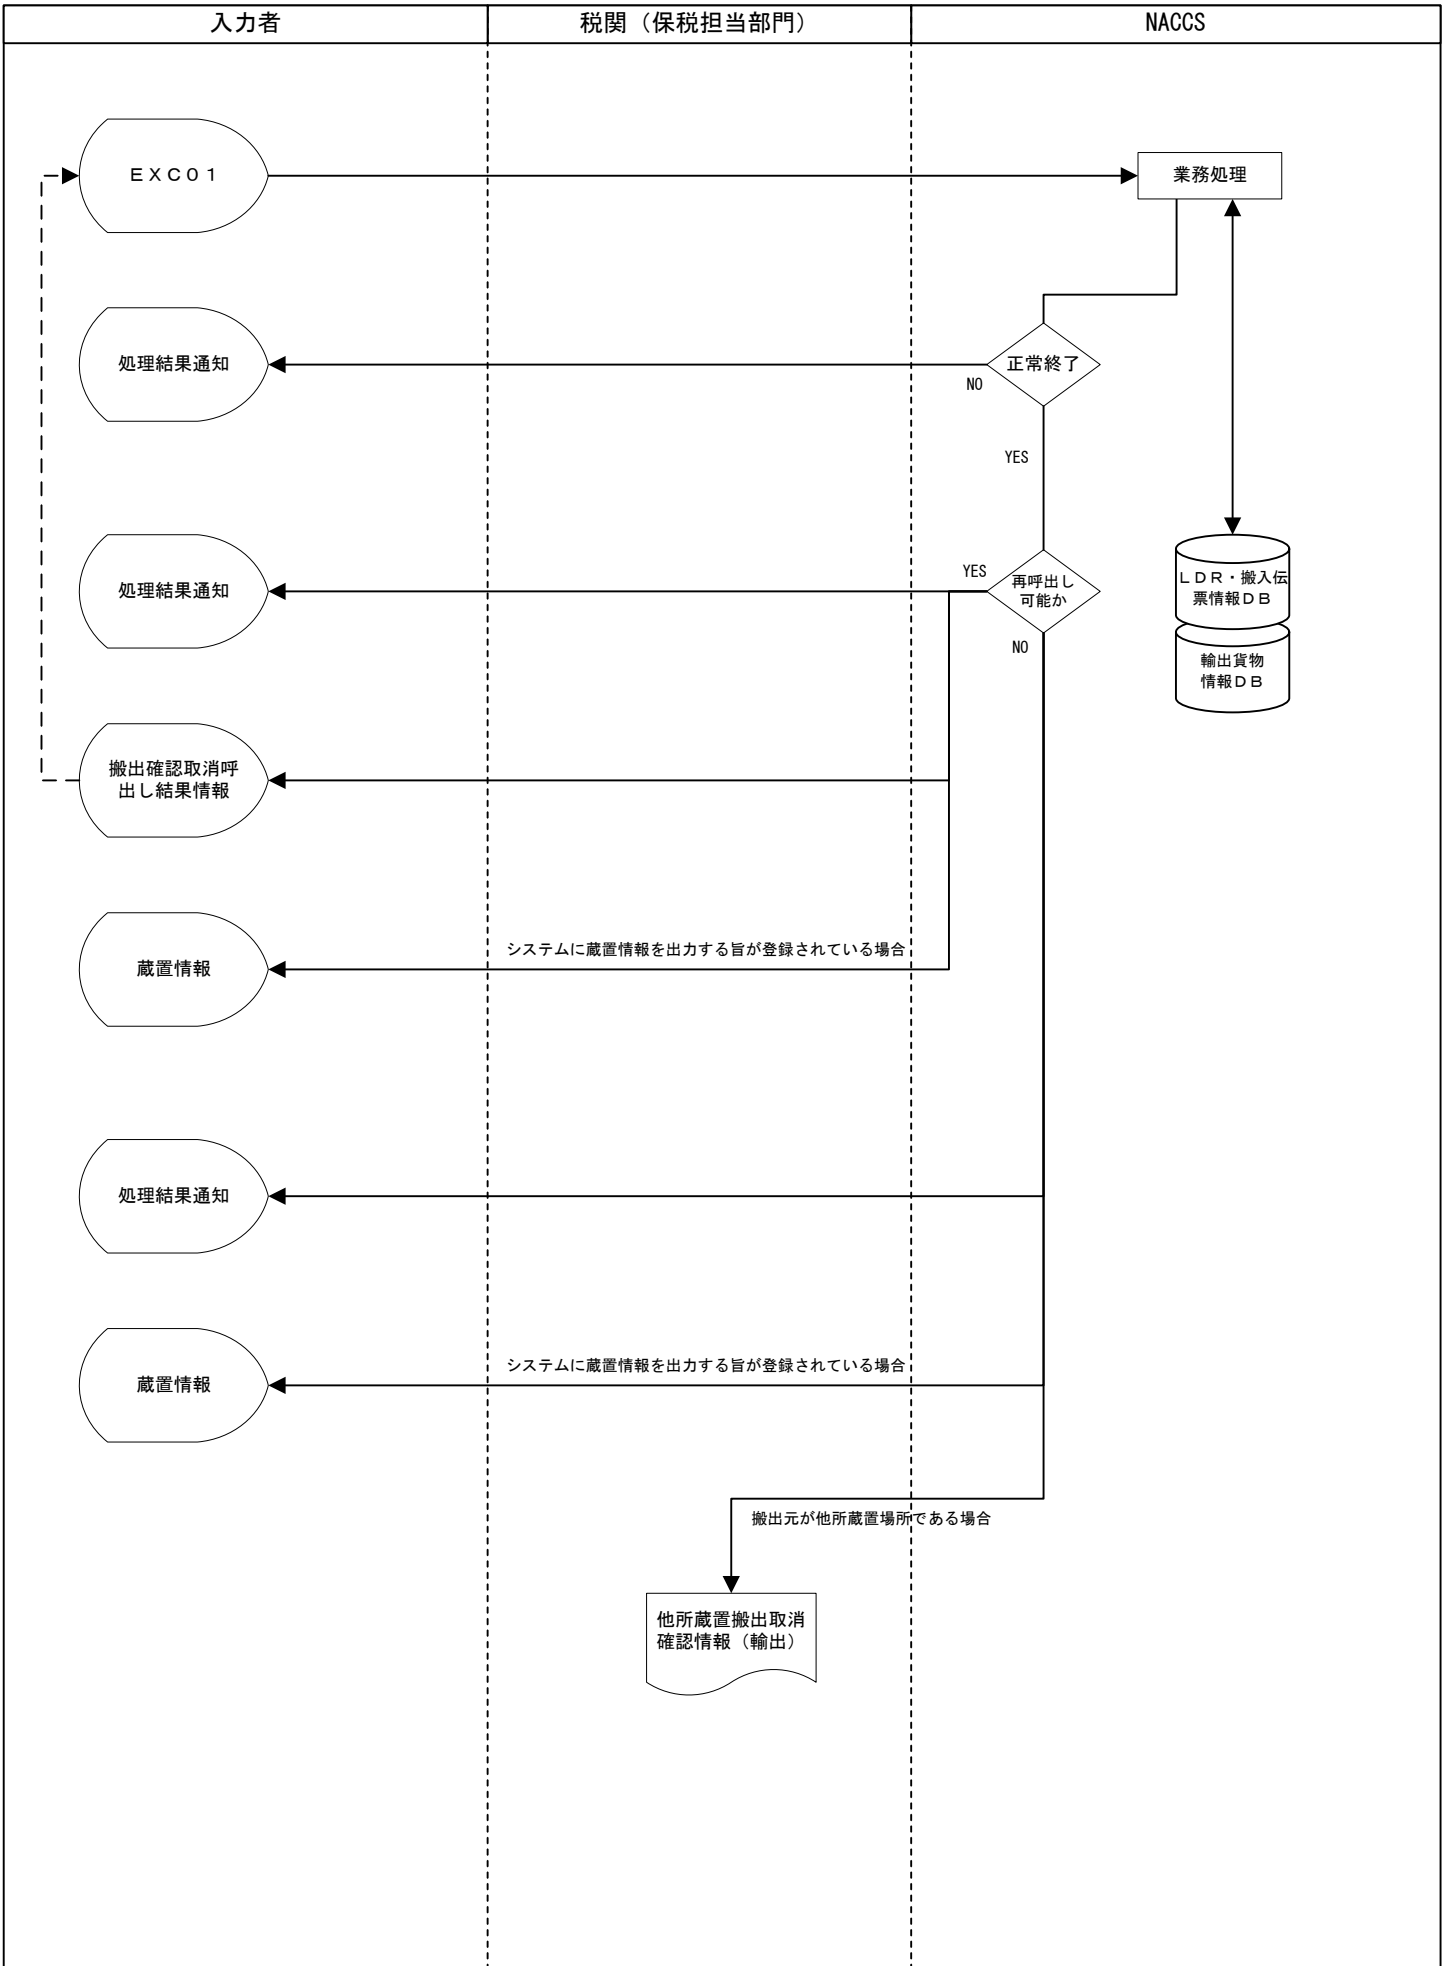 入力者
税関（保税担当部門）
NACCS
ＥＸＣ０１
業務処理
処理結果通知
正常終了
NO
YES
処理結果通知
YES
再呼出し
可能か
NO
ＬＤＲ・搬入伝
票情報ＤＢ
輸出貨物
情報ＤＢ
搬出確認取消呼
出し結果情報
システムに蔵置情報を出力する旨が登録されている場合
蔵置情報
処理結果通知
システムに蔵置情報を出力する旨が登録されている場合
蔵置情報
搬出元が他所蔵置場所である場合
他所蔵置搬出取消
確認情報（輸出）